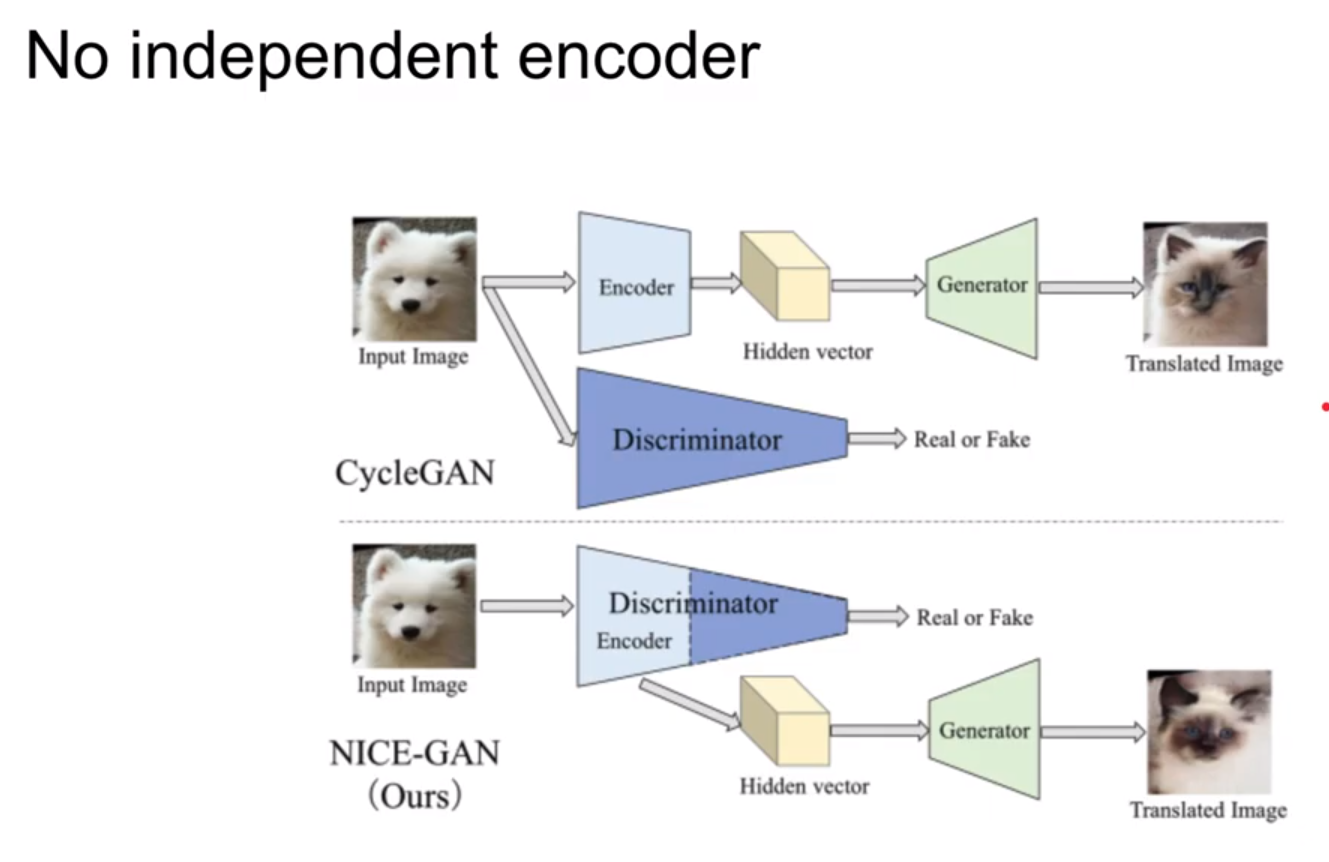 No independent encoder
Input Image
Encoder
Hidden vector
Generator
Translated Image
Discriminator
Real or Fake
CycleGAN
Input Image
Discriminator
Encoder
Real or Fake
Hidden vector
Generator
Translated Image
NICE-GAN
（Ours）